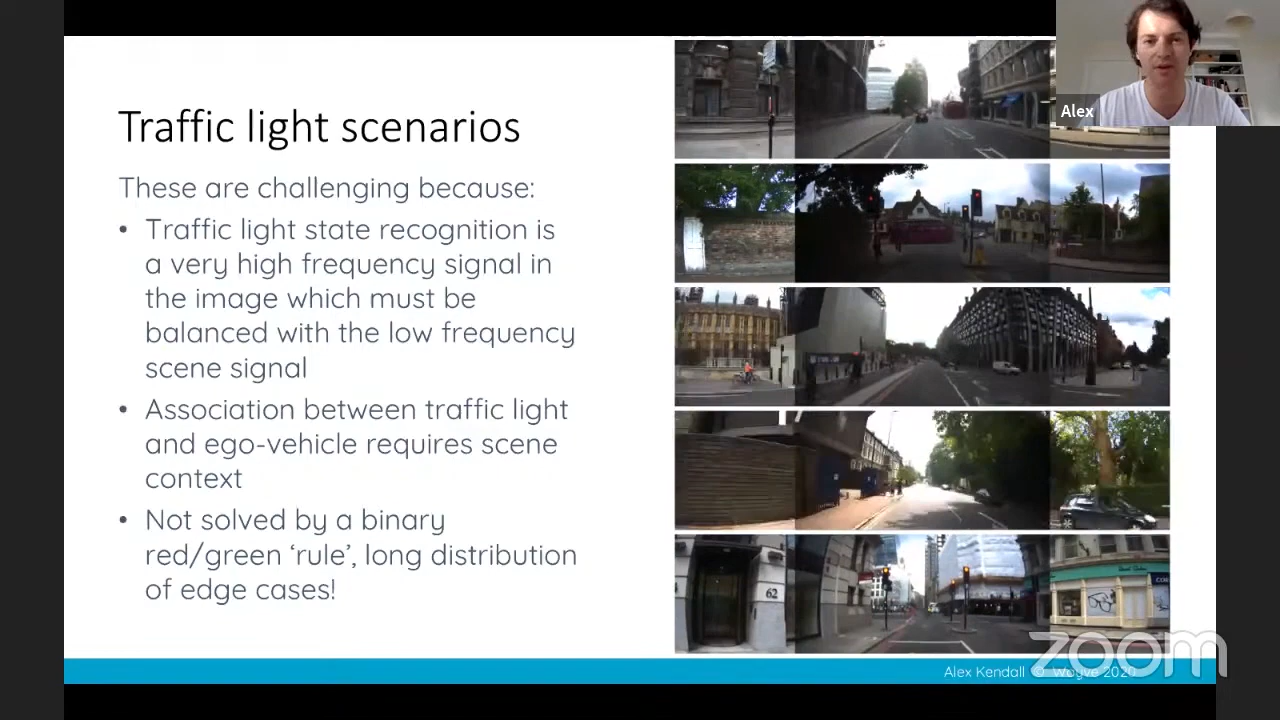 Traffic light scenarios
These are challenging because:
• Traffic light state recognition is
a very high frequency signal in
the image which must be
balanced with the low frequency
scene signal
• Association between traffic light
and ego-vehicle requires scene
context
• Not solved by a binary
red/green ‘rule’, long distribution
of edge cases!
Alex
62
Alex Kendall © Wayve 2020
zoom